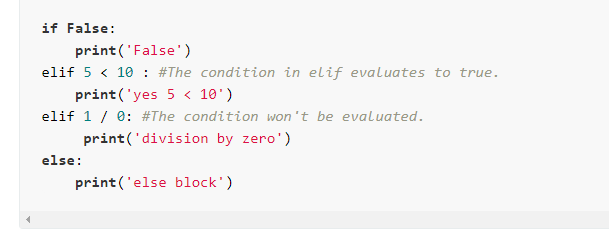 if False:
    print('False')
elif 5 < 10 : #The condition in elif evaluates to true.
    print('yes 5 < 10')
elif 1 / 0: #The condition won't be evaluated.
     print('division by zero')
else:
    print('else block')